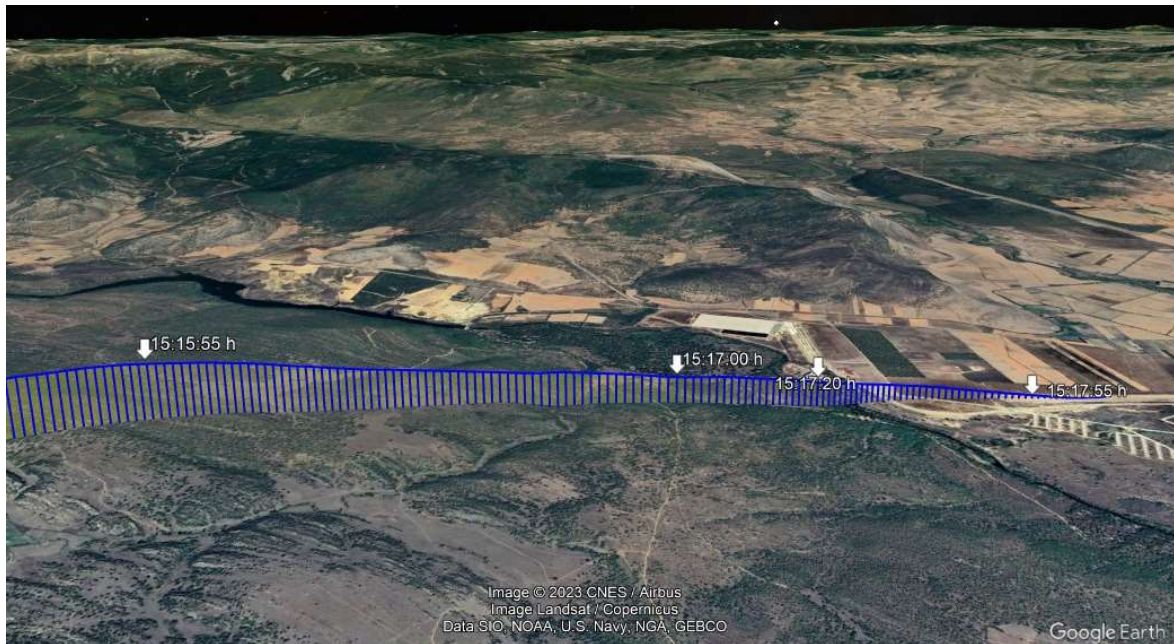 15:15:55 h
15:17:00 h
15:17:20 h
15:17:55 h
Image © 2023 CNES / Airbus
Image Landsat / Copernicus
Data SIO, NOAA, U.S. Navy, NGA, GEBCO
Google Earth